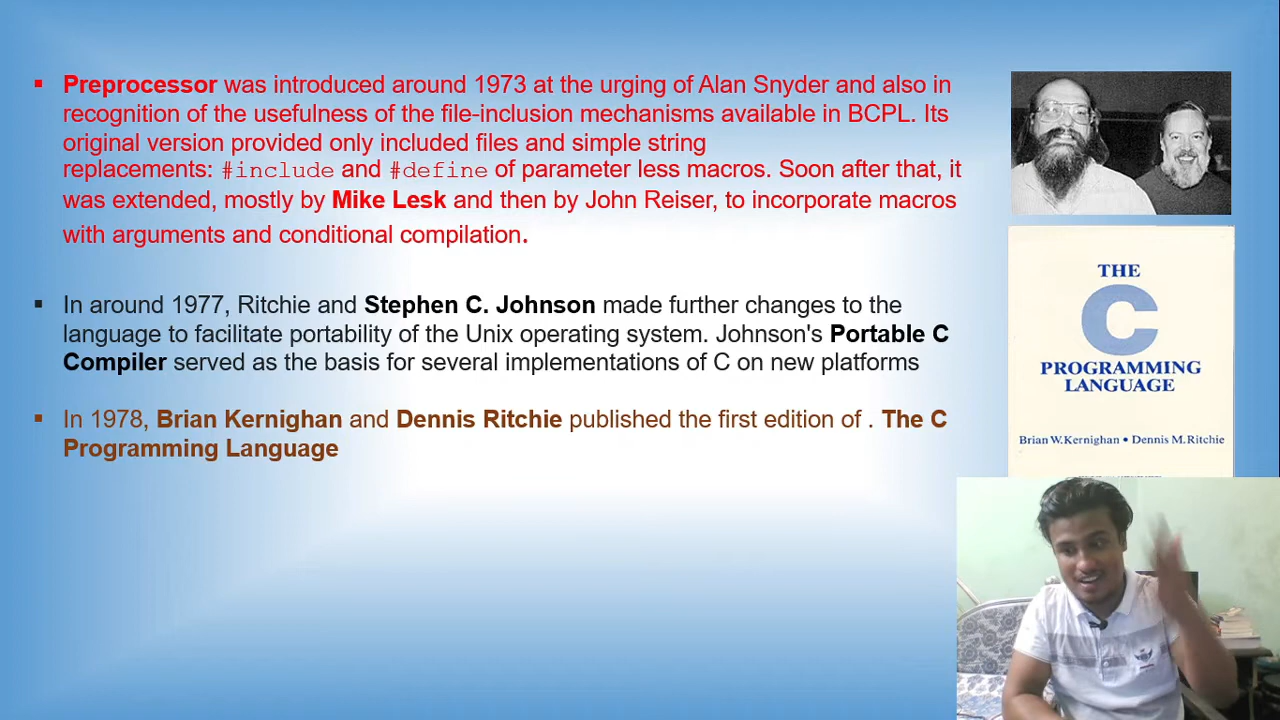 Preprocessor was introduced around 1973 at the urging of Alan Snyder and also in
recognition of the usefulness of the file-inclusion mechanisms available in BCPL. Its
original version provided only included files and simple string
replacements: #include and #define of parameter less macros. Soon after that, it
was extended, mostly by Mike Lesk and then by John Reiser, to incorporate macros
with arguments and conditional compilation.
In around 1977, Ritchie and Stephen C. Johnson made further changes to the
language to facilitate portability of the Unix operating system. Johnson's Portable C
Compiler served as the basis for several implementations of C on new platforms
In 1978, Brian Kernighan and Dennis Ritchie published the first edition of . The C
Programming Language
THE
C
PROGRAMMING
LANGUAGE
Brian W. Kernighan • Dennis M. Ritchie